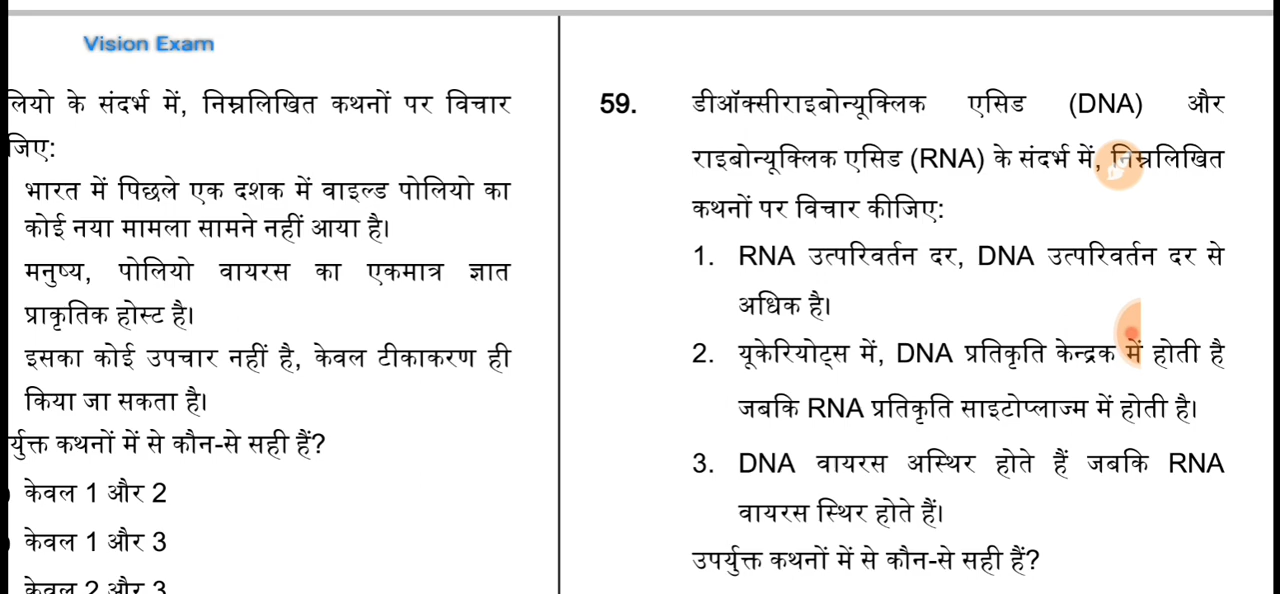 Vision Exam
लियो के संदर्भ में, निम्नलिखित कथनों पर विचार
जिए:
भारत में पिछले एक दशक में वाइल्ड पोलियो का
कोई नया मामला सामने नहीं आया है।
मनुष्य, पोलियो वायरस का एकमात्र ज्ञात
प्राकृतिक होस्ट है।
इसका कोई उपचार नहीं है, केवल टीकाकरण ही
किया जा सकता है।
र्युक्त कथनों में से कौन-से सही हैं?
केवल 1 और 2
केवल 1 और 3
केवल 2 और 3
59. डीऑक्सीराइबोन्यूक्लिक एसिड (DNA) और
राइबोन्यूक्लिक एसिड (RNA) के संदर्भ में, निम्नलिखित
कथनों पर विचार कीजिए:
1. RNA उत्परिवर्तन दर, DNA उत्परिवर्तन दर से
अधिक है।
2. यूकेरियोट्स में, DNA प्रतिकृति केन्द्रक में होती है
जबकि RNA प्रतिकृति साइटोप्लाज्म में होती है।
3. DNA वायरस अस्थिर होते हैं जबकि RNA
वायरस स्थिर होते हैं।
उपर्युक्त कथनों में से कौन-से सही हैं?